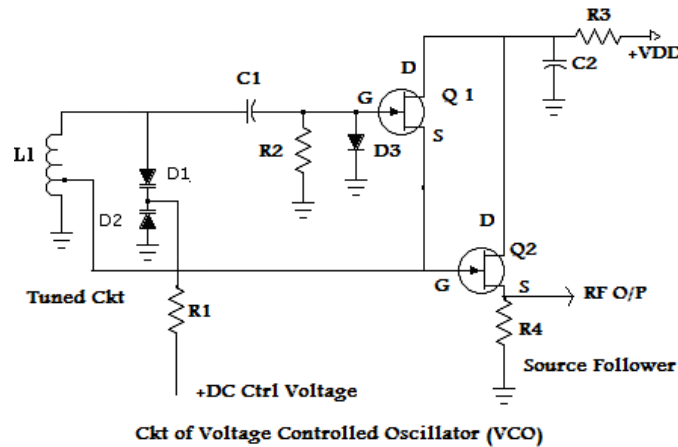 R3
+VDD
C2
D
C1
G
Q 1
R2
D3
S
L1
D1
D2
D
Q2
G
S
RF O/P
Tuned Ckt
R1
R4
Source Follower
+DC Ctrl Voltage
Ckt of Voltage Controlled Oscillator (VCO)